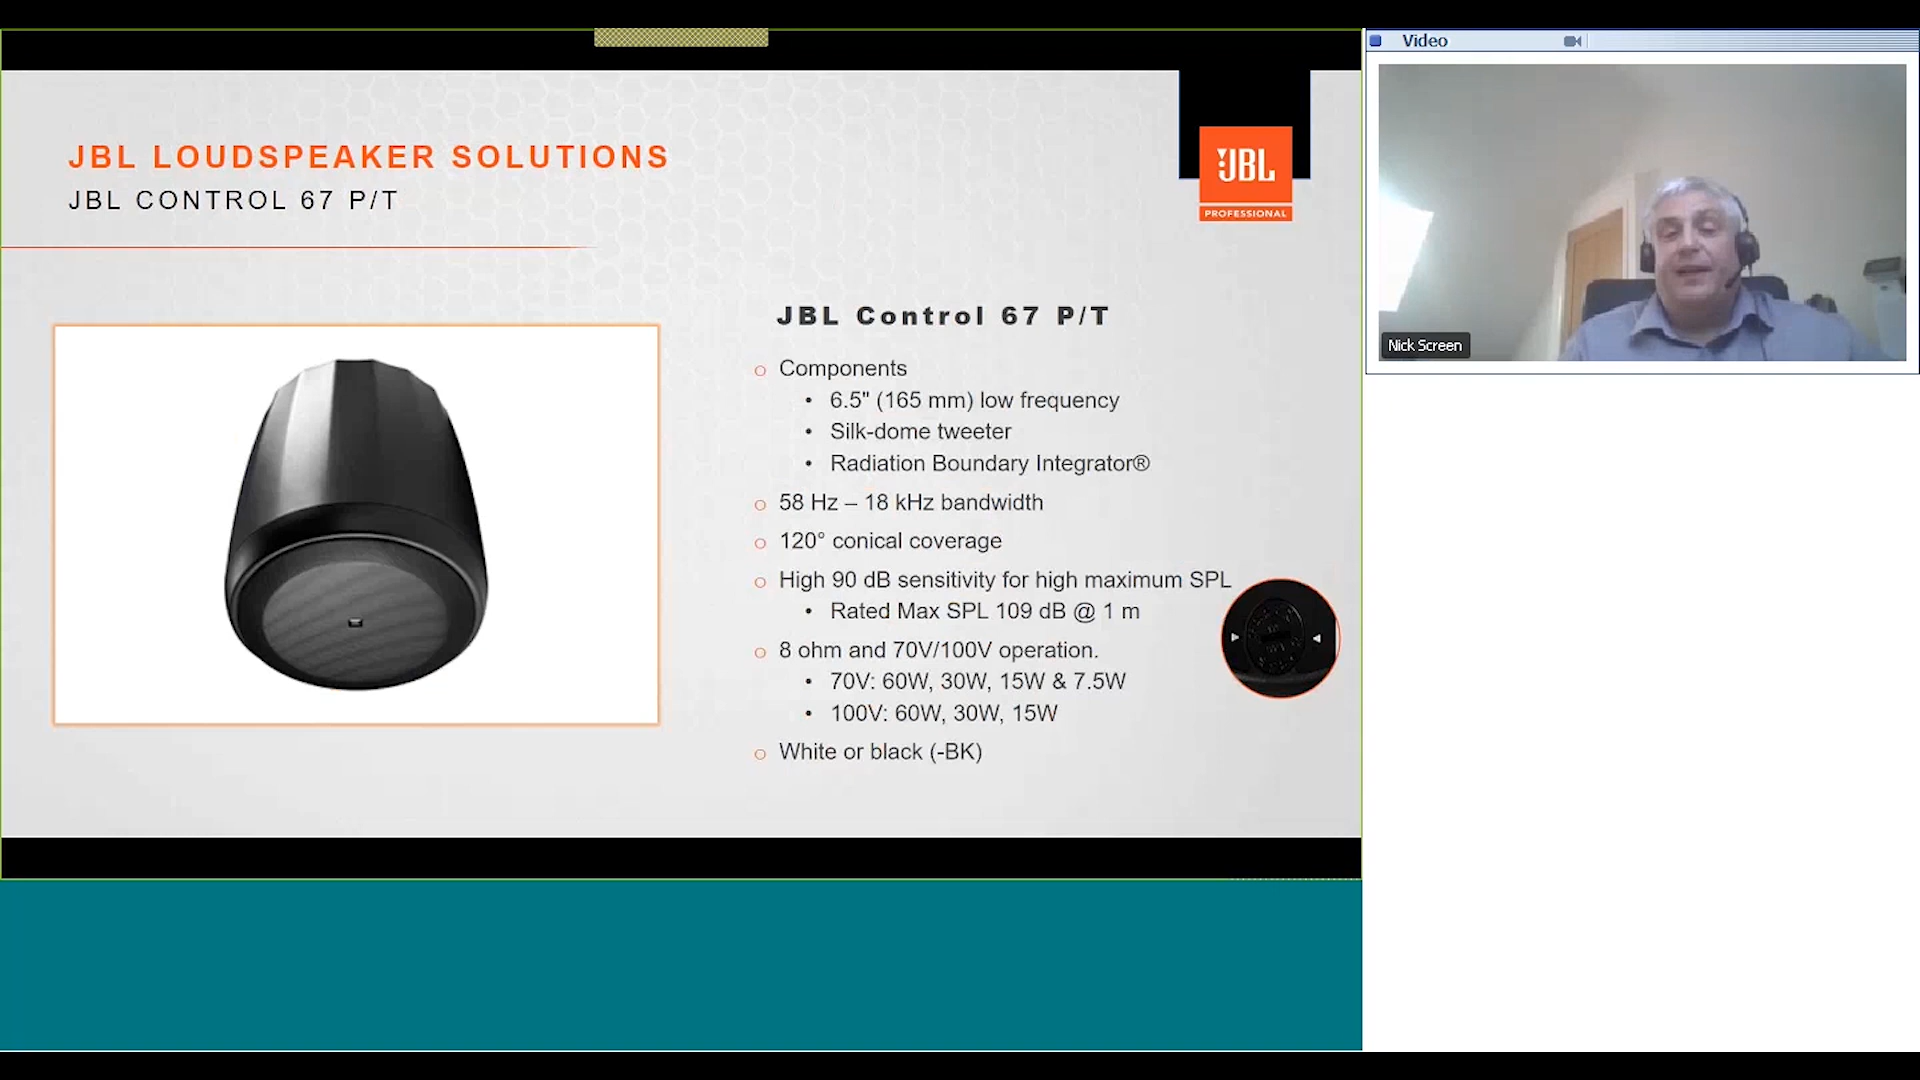 JBL LOUDSPEAKER SOLUTIONS
JBL CONTROL 67 P/T
JBL
PROFESSIONAL
JBL Control 67 P/T
Components
6.5" (165 mm) low frequency
Silk-dome tweeter
Radiation Boundary Integrator®
58 Hz – 18 kHz bandwidth
120° conical coverage
High 90 dB sensitivity for high maximum SPL
Rated Max SPL 109 dB @ 1 m
8 ohm and 70V/100V operation.
70V: 60W, 30W, 15W & 7.5W
100V: 60W, 30W, 15W
White or black (-BK)
Video
Nick Screen